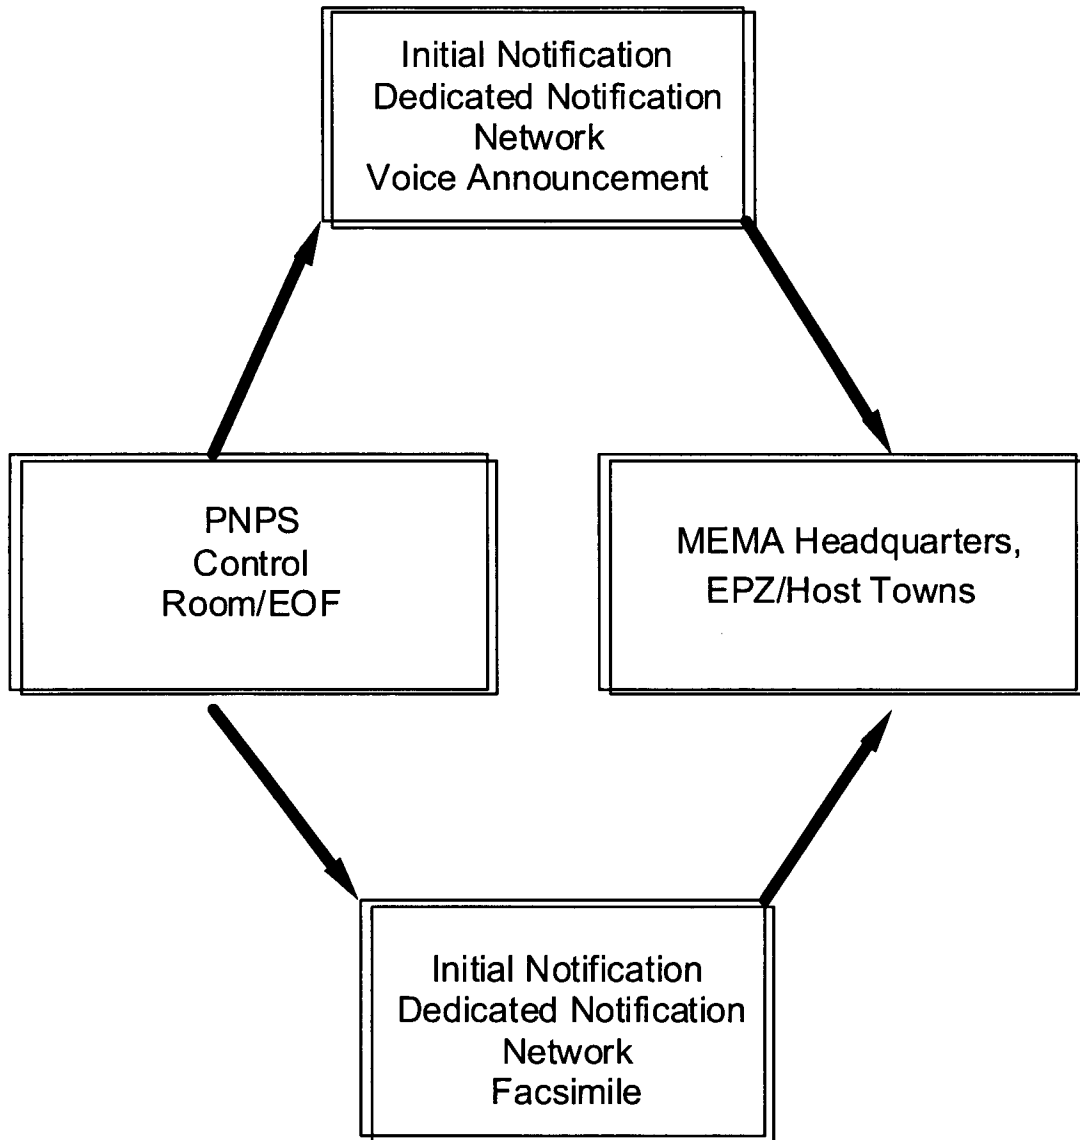 Initial Notification
Dedicated Notification
Network
Voice Announcement
PNPS
Control
Room/EOF
MEMA Headquarters,
EPZ/Host Towns
Initial Notification
Dedicated Notification
Network
Facsimile